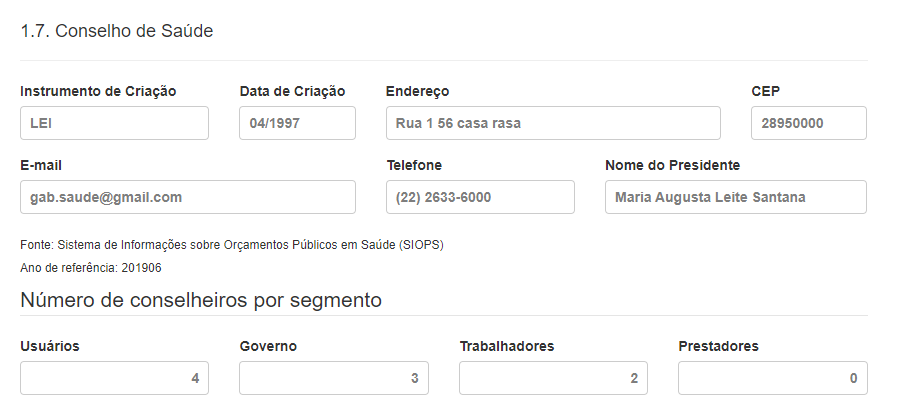 1.7. Conselho de Saúde
Instrumento de Criação Data de Criação Endereço CEP
LEI 04/1997 Rua 1 56 casa rasa 28950000
E-mail Telefone Nome do Presidente
gab.saude@gmail.com (22) 2633-6000 Maria Augusta Leite Santana
Fonte: Sistema de Informações sobre Orçamentos Públicos em Saúde (SIOPS)
Ano de referência: 201906
Número de conselheiros por segmento
Usuários Governo Trabalhadores Prestadores
4 3 2 0